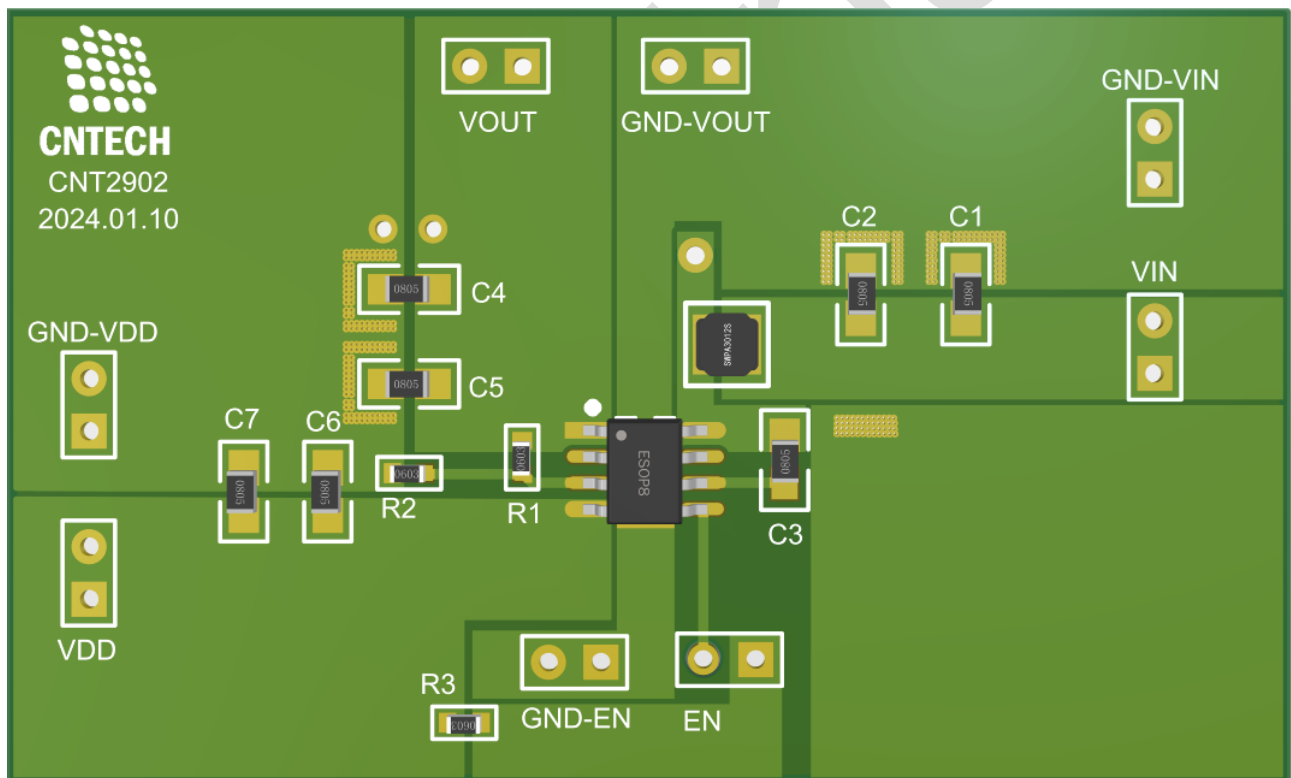 CNTECH
CNT2902
2024.01.10
VOUT
GND-VOUT
GND-VIN
C2
C1
VIN
0805
C4
0805
0805
GND-VDD
SWPA3012S
0805
C5
C7
C6
ESOP8
0603
0805
0603
0805
0805
R2
R1
C3
VDD
R3
0603
GND-EN
EN